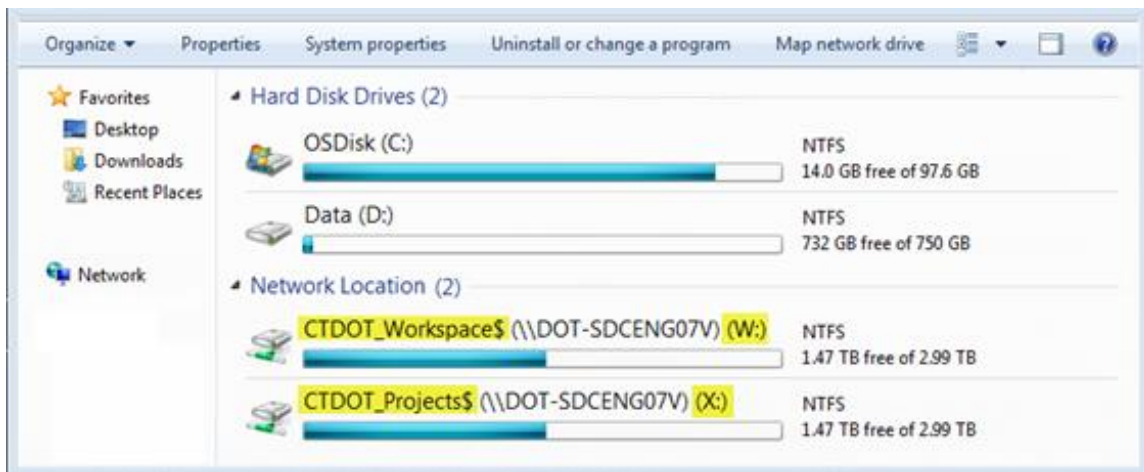 Organize Properties System properties Uninstall or change a program Map network drive
Favorites
Desktop
Downloads
Recent Places
Network
Hard Disk Drives (2)
OSDisk (C:)
NTFS
14.0 GB free of 97.6 GB
Data (D:)
NTFS
732 GB free of 750 GB
Network Location (2)
CTDOT_Workspace$ (\\DOT-SDCENG07V) (W:)
NTFS
1.47 TB free of 2.99 TB
CTDOT_Projects$ (\\DOT-SDCENG07V) (X:)
NTFS
1.47 TB free of 2.99 TB